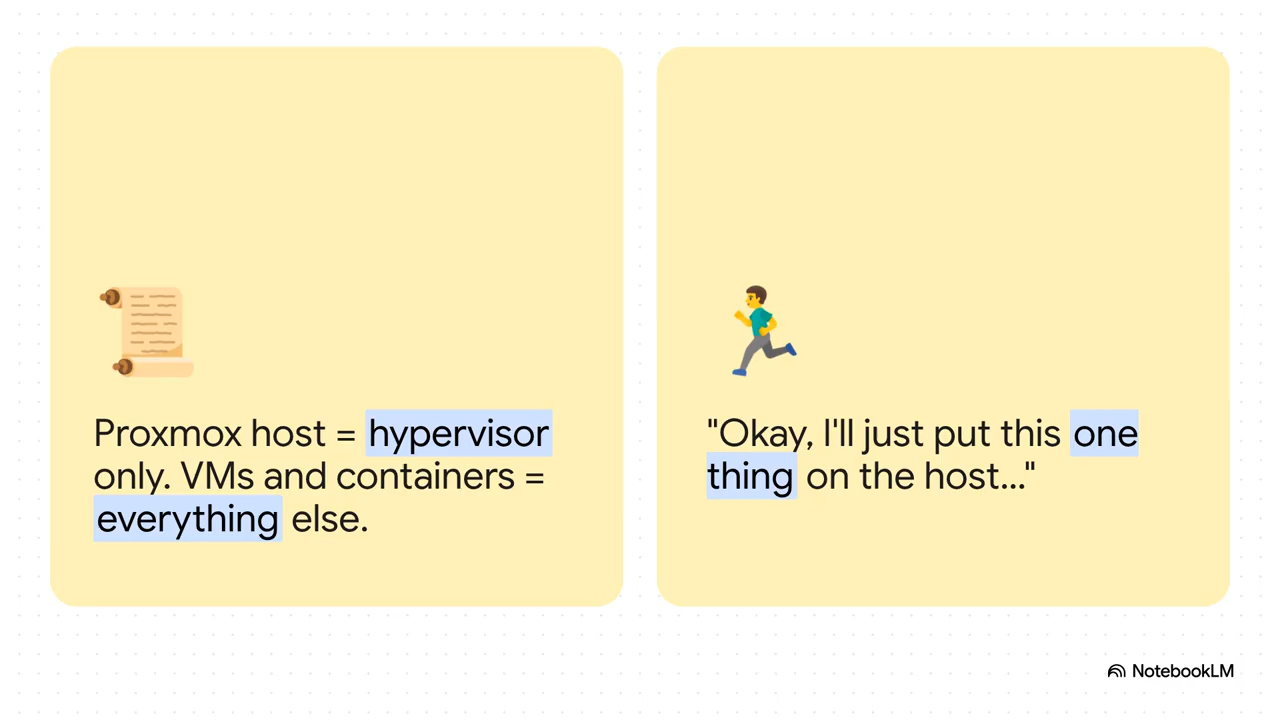 Proxmox host = hypervisor
only. VMs and containers =
everything else.
"Okay, I'll just put this one
thing on the host..."
NotebookLM